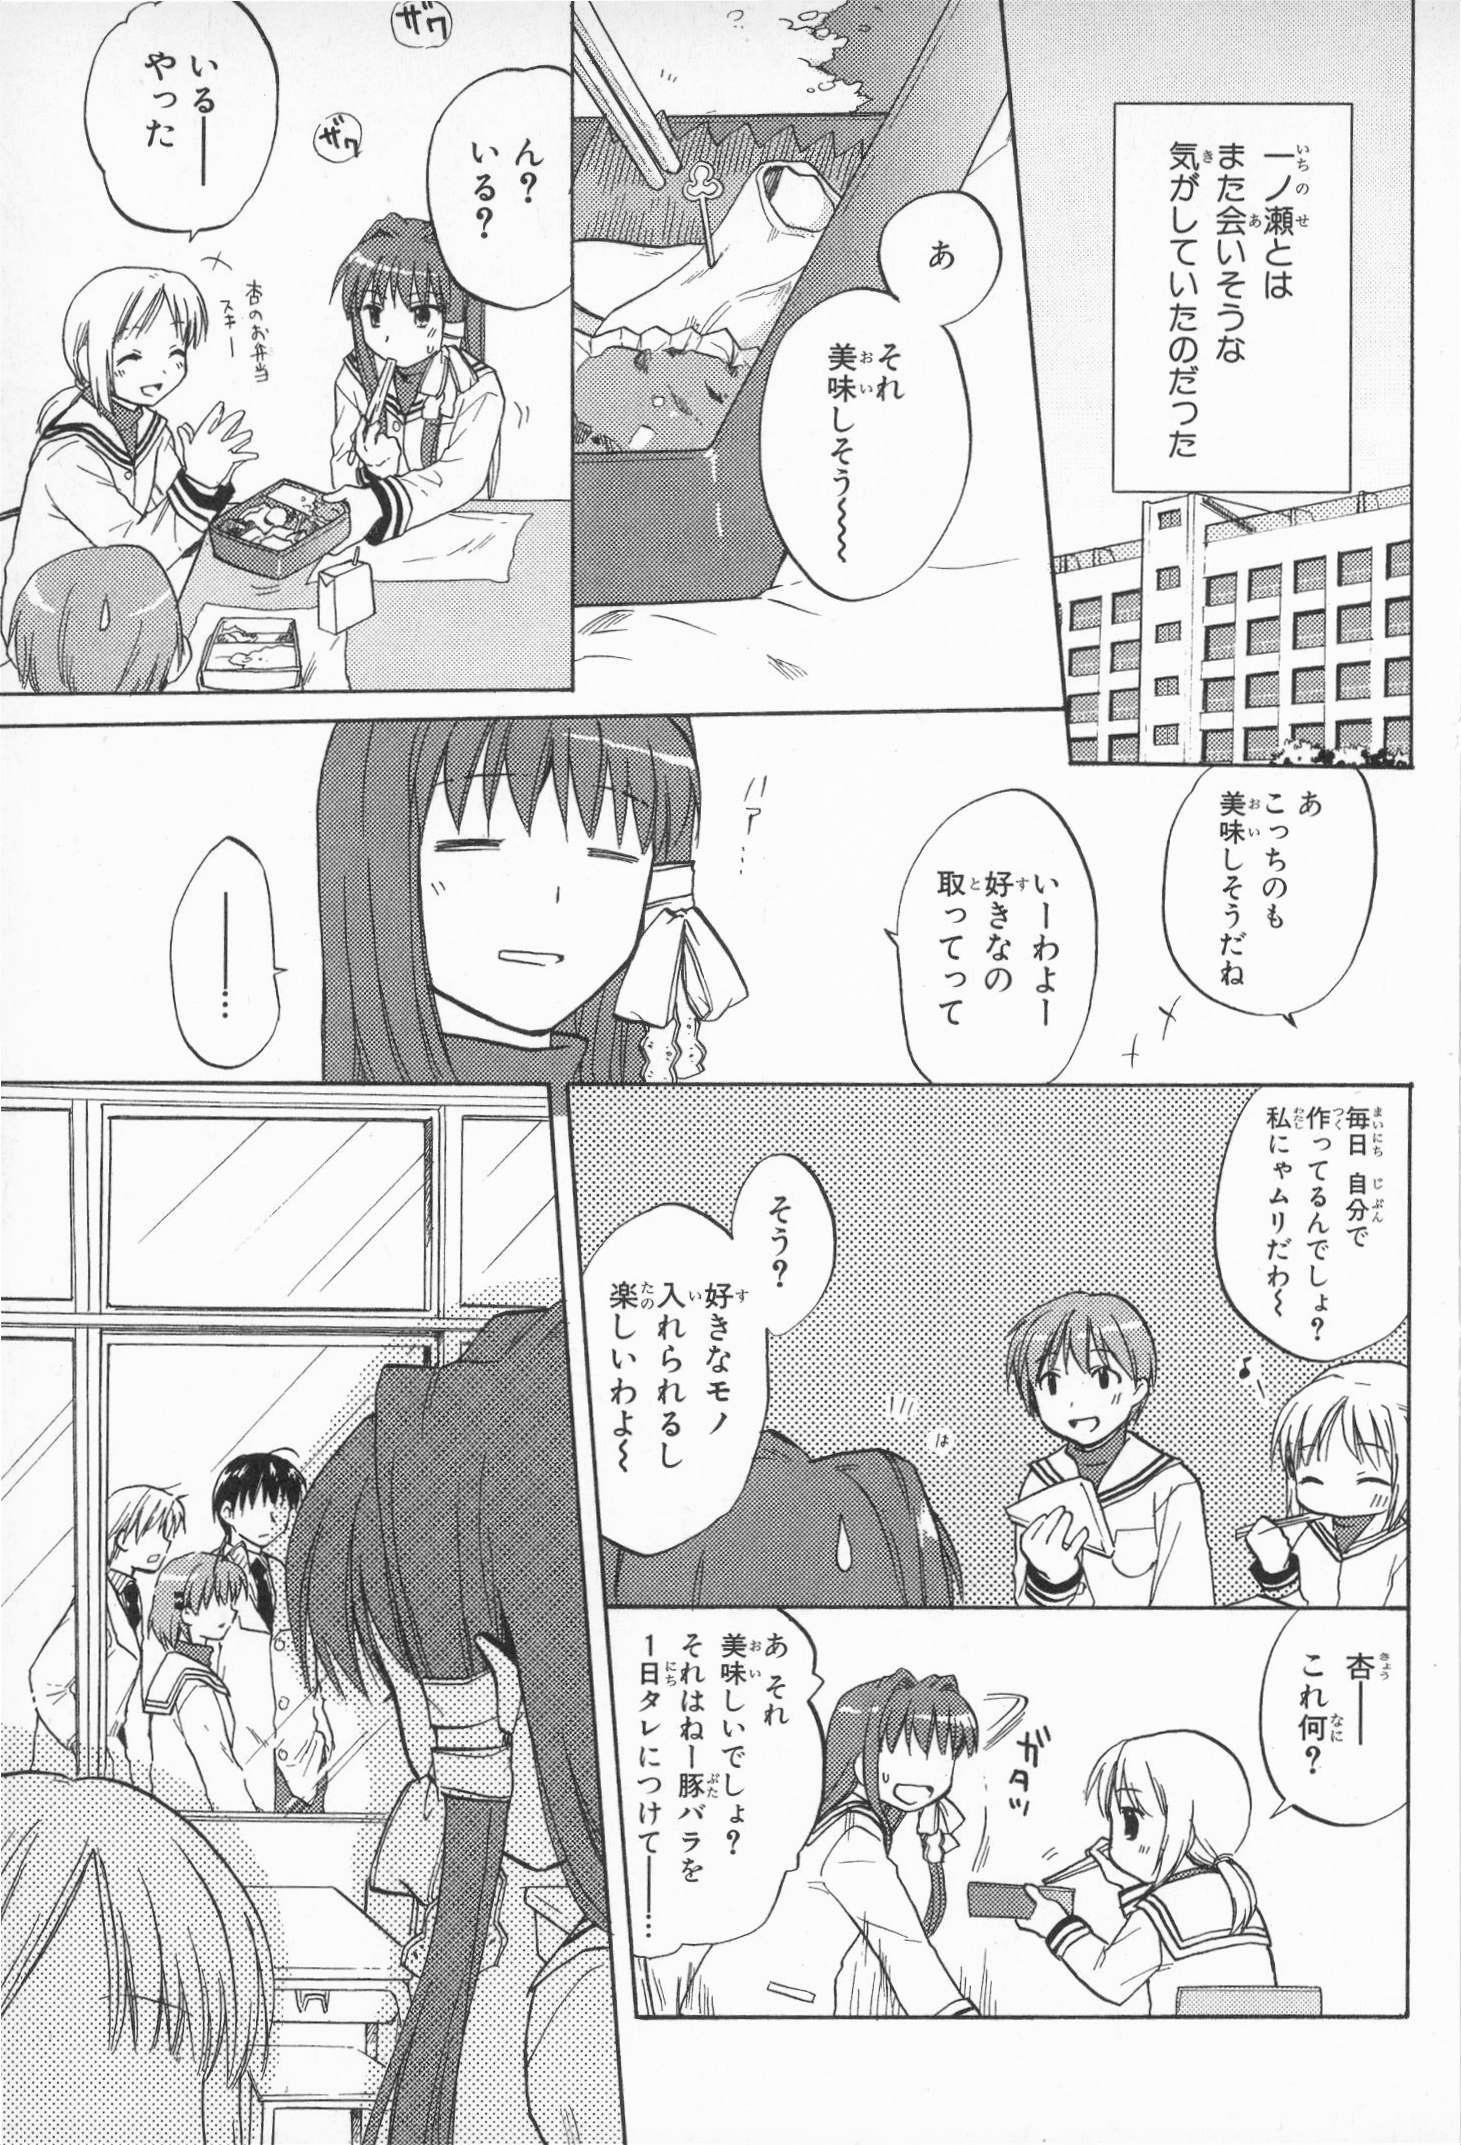 一ノ瀬とは
また会いそうな
気がしていたのだった
あ
それ
美味しそう～～～
ザワ
ザワ
ん?
いる?
いるー
やった
杏のお弁当
スキー
あ
こっちのも
美味しそうだね
いーわよー
好きなの
取ってって
ハァ…
――…
毎日 自分で
作ってるんでしょ?
私にゃムリだわ～
そう?
好きなモノ
入れられるし
楽しいわよ～
は
杏――
これ何?
ガタッ
あ それ
美味しいでしょ?
それはねー豚バラを
1日タレにつけて――…